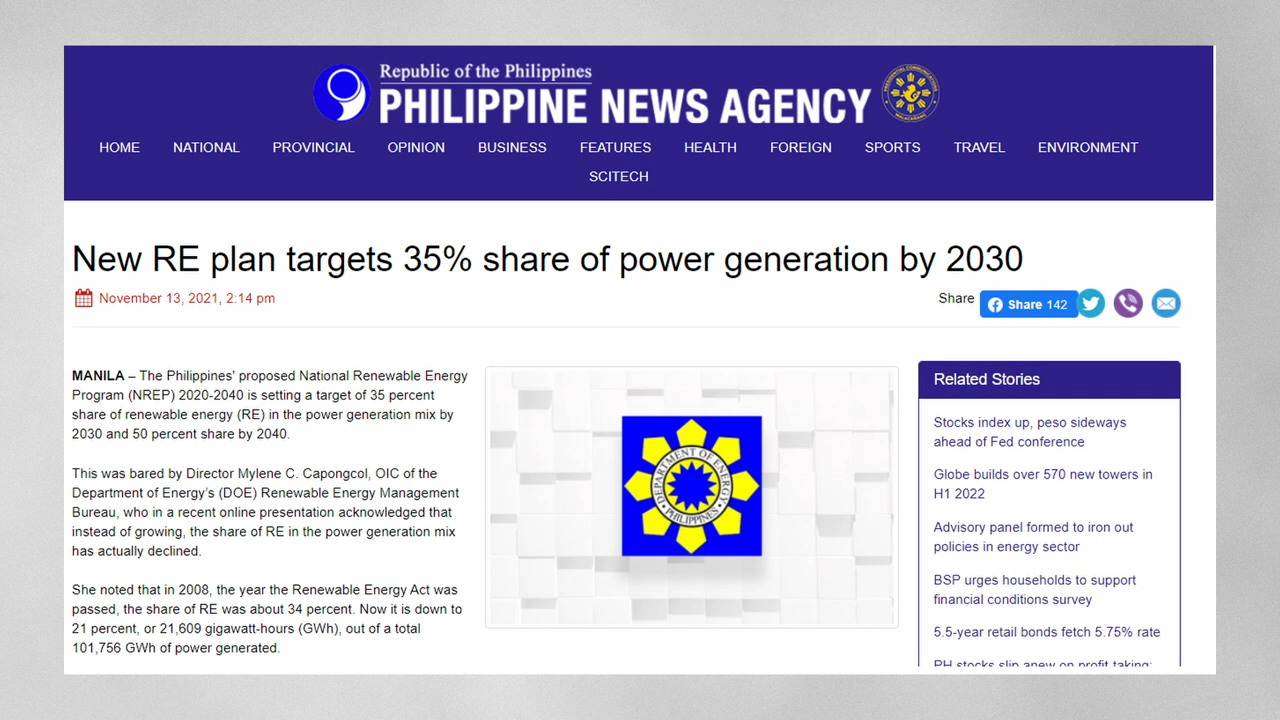 Republic of the Philippines
PHILIPPINE NEWS AGENCY
HOME NATIONAL PROVINCIAL OPINION BUSINESS FEATURES HEALTH FOREIGN SPORTS TRAVEL ENVIRONMENT
SCITECH
New RE plan targets 35% share of power generation by 2030
November 13, 2021, 2:14 pm
Share
Share 142
MANILA – The Philippines' proposed National Renewable Energy
Program (NREP) 2020-2040 is setting a target of 35 percent
share of renewable energy (RE) in the power generation mix by
2030 and 50 percent share by 2040.
This was bared by Director Mylene C. Capongcol, OIC of the
Department of Energy's (DOE) Renewable Energy Management
Bureau, who in a recent online presentation acknowledged that
instead of growing, the share of RE in the power generation mix
has actually declined.
She noted that in 2008, the year the Renewable Energy Act was
passed, the share of RE was about 34 percent. Now it is down to
21 percent, or 21,609 gigawatt-hours (GWh), out of a total
101,756 GWh of power generated.
DEPARTMENT OF ENERGY
PHILIPPINES
Related Stories
Stocks index up, peso sideways
ahead of Fed conference
Globe builds over 570 new towers in
H1 2022
Advisory panel formed to iron out
policies in energy sector
BSP urges households to support
financial conditions survey
5.5-year retail bonds fetch 5.75% rate
PH stocks slip anew on profit taking;